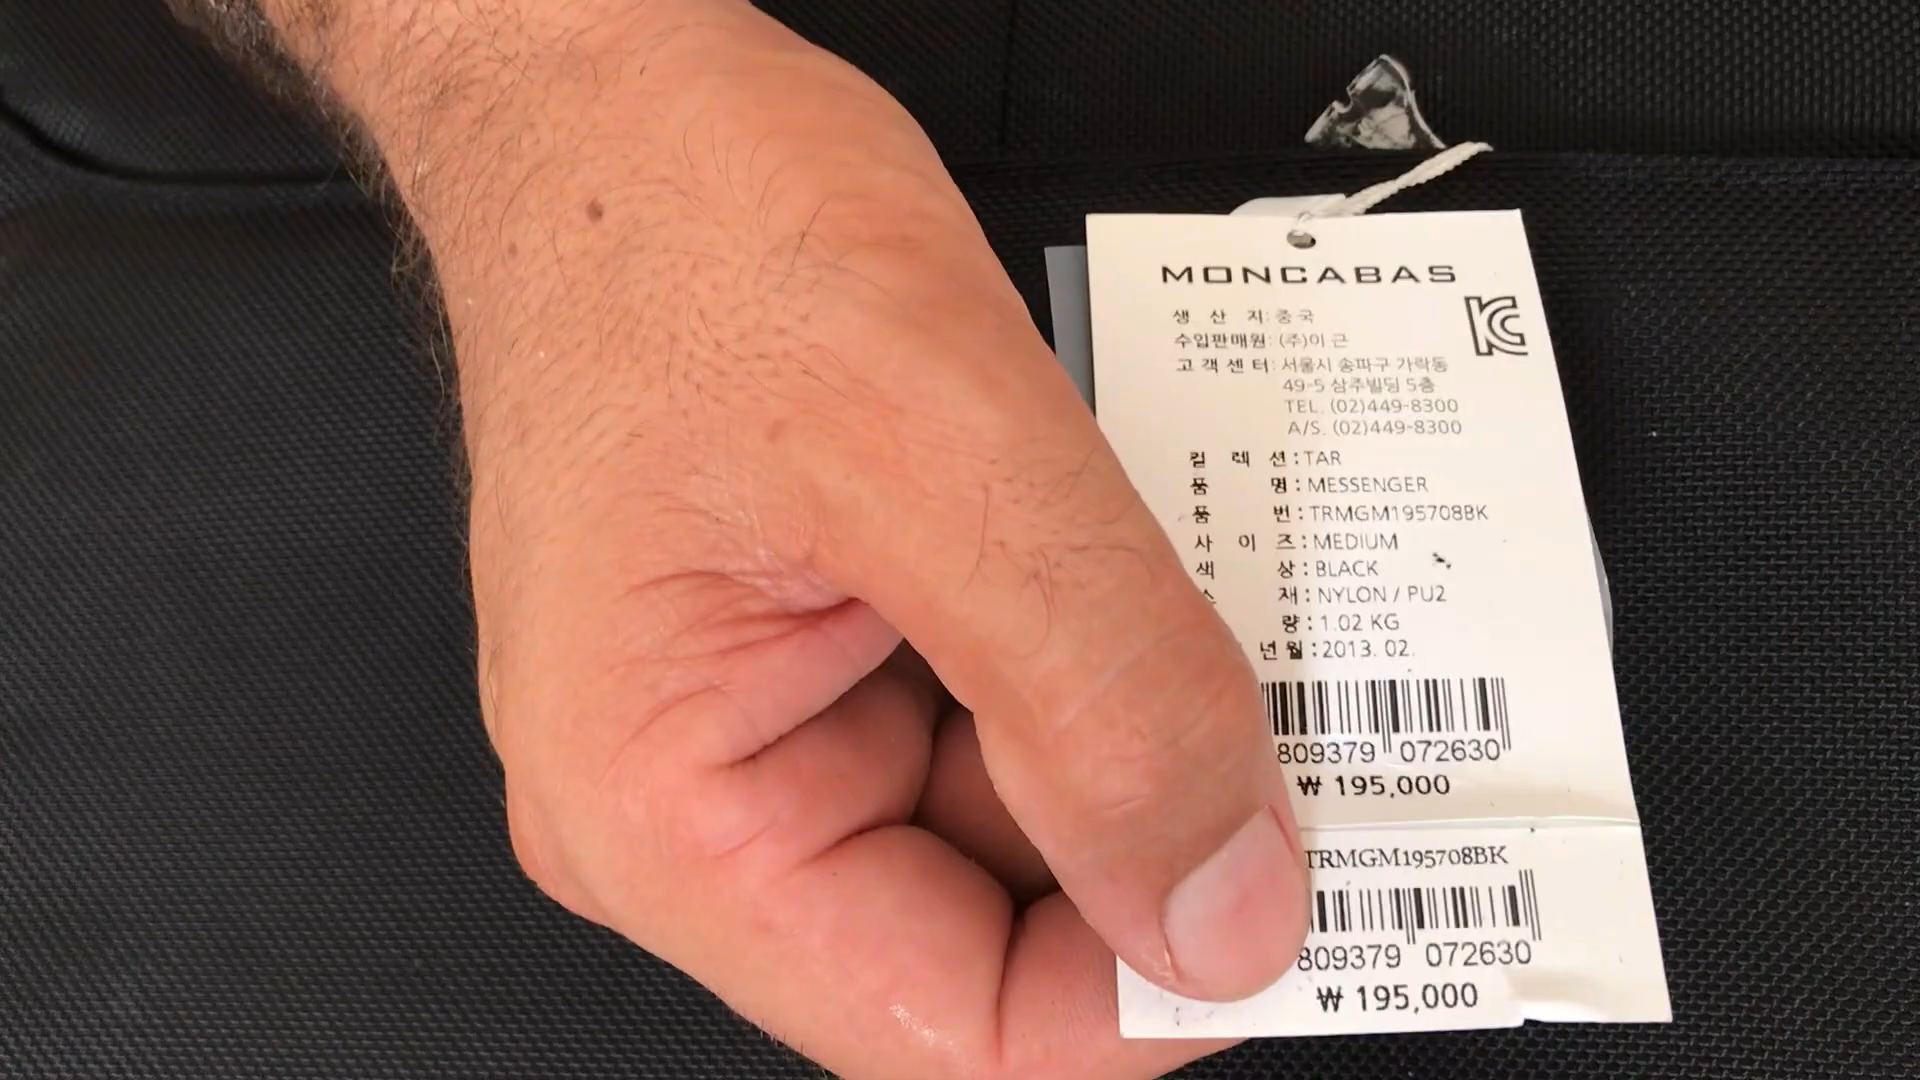 MONCABAS
생 산 지: 중국
수입판매원: (주)이 근
고 객 센 터: 서울시 송파구 가락동
49-5 삼주빌딩 5층
TEL. (02)449-8300
A/S. (02)449-8300
컬 렉 션 : TAR
품 명 : MESSENGER
품 번 : TRMGM195708BK
사 이 즈 : MEDIUM
색 상 : BLACK
재 : NYLON / PU2
량 : 1.02 KG
년 월 : 2013. 02.
809379 072630
₩ 195,000
TRMGM195708BK
809379 072630
₩ 195,000